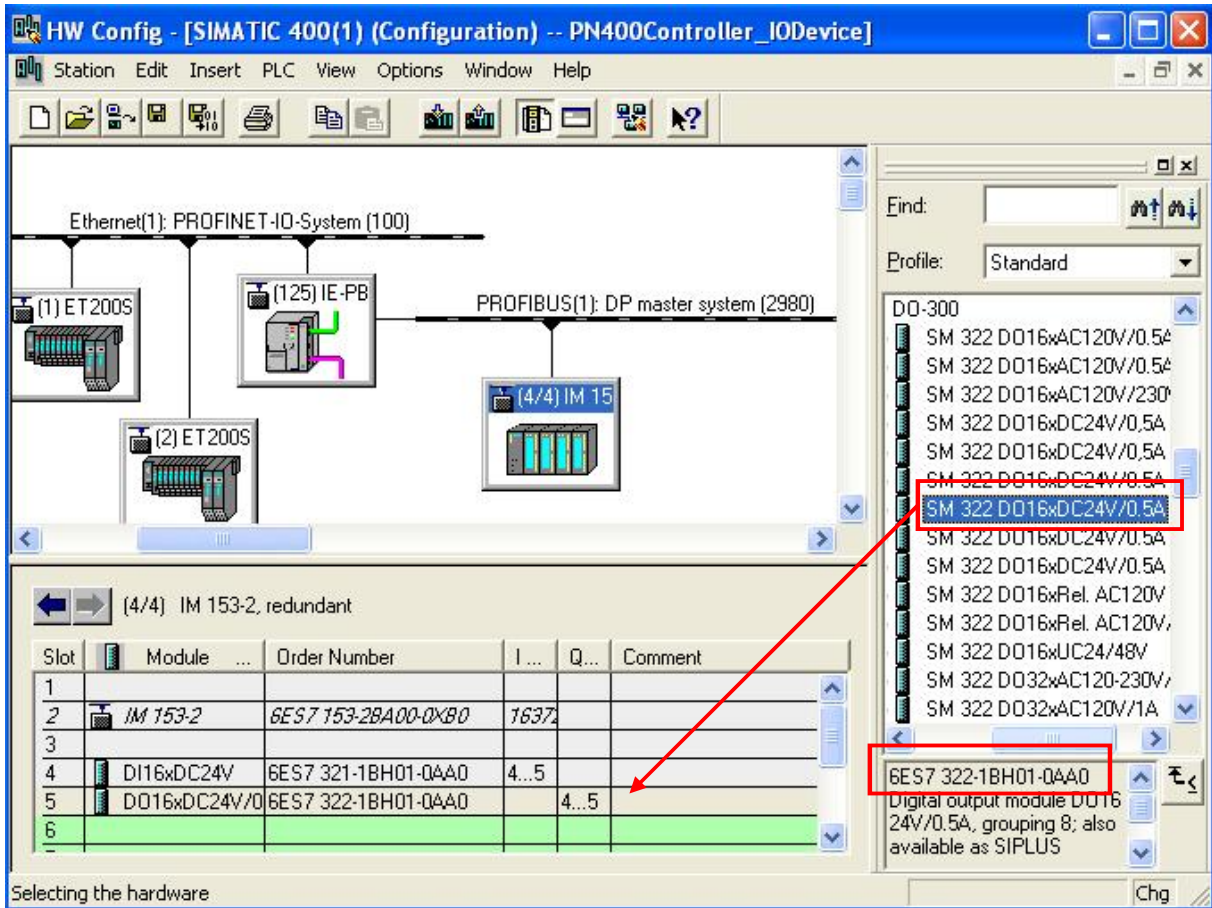 HW Config - [SIMATIC 400(1) (Configuration) -- PN400Controller_IODevice]
Station Edit Insert PLC View Options Window Help
Ethernet(1): PROFINET-IO-System (100)
(1) ET200S
(125) IE-PB
PROFIBUS(1): DP master system (2980)
(2) ET200S
(4/4) IM 15
Find:
Profile: Standard
DO-300
SM 322 DO16xAC120V/0.5A
SM 322 DO16xAC120V/0.5A
SM 322 DO16xAC120V/230V
SM 322 DO16xDC24V/0,5A
SM 322 DO16xDC24V/0,5A
SM 322 DO16xDC24V/0.5A
SM 322 DO16xDC24V/0.5A
SM 322 DO16xDC24V/0.5A
SM 322 DO16xDC24V/0.5A
SM 322 DO16xRel. AC120V
SM 322 DO16xRel. AC120V/
SM 322 DO16xUC24/48V
SM 322 DO32xAC120-230V/
SM 322 DO32xAC120V/1A
6ES7 322-1BH01-0AA0
Digital output module DO16
24V/0.5A, grouping 8; also
available as SIPLUS
(4/4) IM 153-2, redundant
Slot Module ... Order Number I ... Q... Comment
1
2 IM 153-2 6ES7 153-2BA00-0XB0 16372
3
4 DI16xDC24V 6ES7 321-1BH01-0AA0 4...5
5 DO16xDC24V/0 6ES7 322-1BH01-0AA0 4...5
6
Selecting the hardware Chg